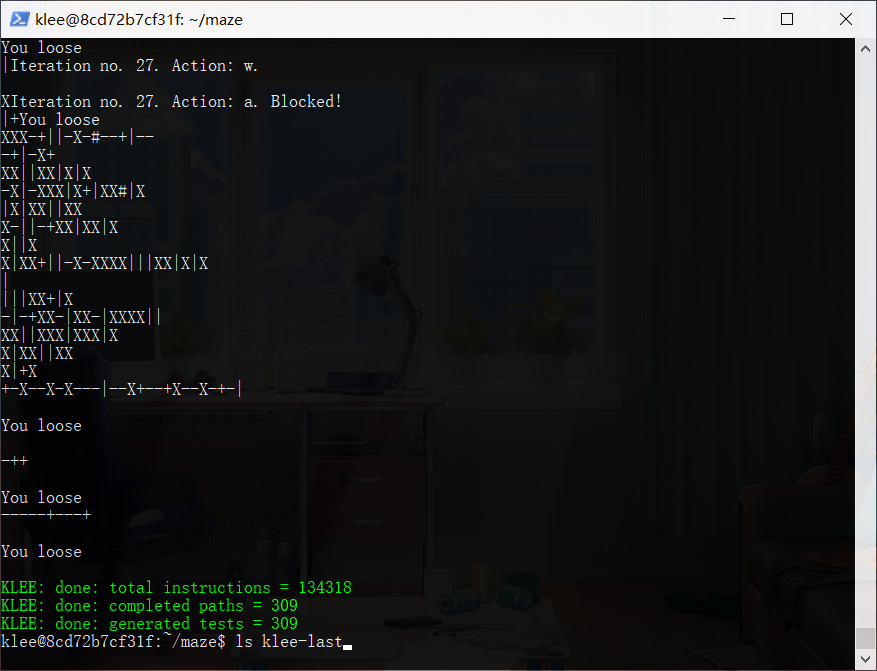 klee@8cd72b7cf31f: ~/maze
You loose
|Iteration no. 27. Action: w.
XIteration no. 27. Action: a. Blocked!
|+You loose
XXX-+||-X-#--+|--
-+|-X+
XX||XX|X|X
-X|-XXX|X+|XX#|X
|X|XX||XX
X-||-+XX|XX|X
X||X
X|XX+||-X-XXXX|||XX|X|X
|
|||XX+|X
-|-+XX-|XX-|XXXX||
XX||XXX|XXX|X
X|XX||XX
X|+X
+-X--X-X---|--X+--+X--X-+-|
You loose
-++
You loose
-----+---+
You loose
KLEE: done: total instructions = 134318
KLEE: done: completed paths = 309
KLEE: done: generated tests = 309
klee@8cd72b7cf31f:~/maze$ ls klee-last